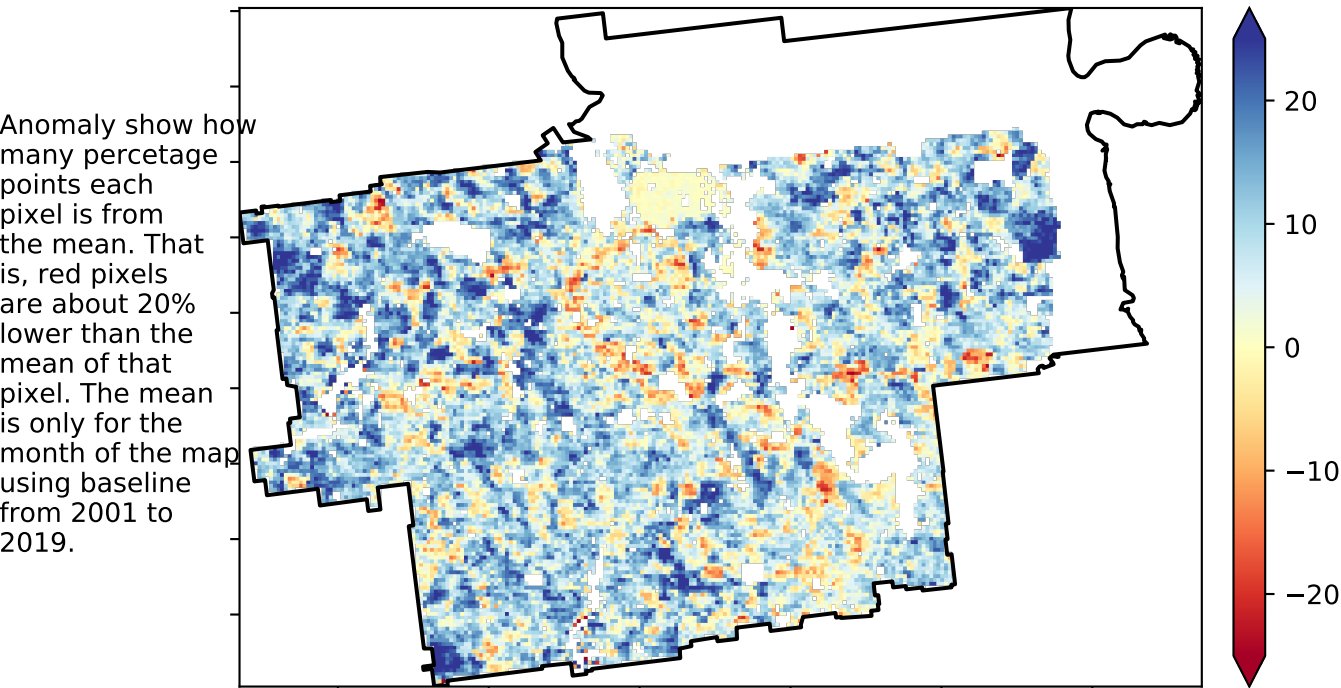 Anomaly show how
many percetage
points each
pixel is from
the mean. That
is, red pixels
are about 20%
lower than the
mean of that
pixel. The mean
is only for the
month of the map
using baseline
from 2001 to
2019.
20
10
0
−10
−20